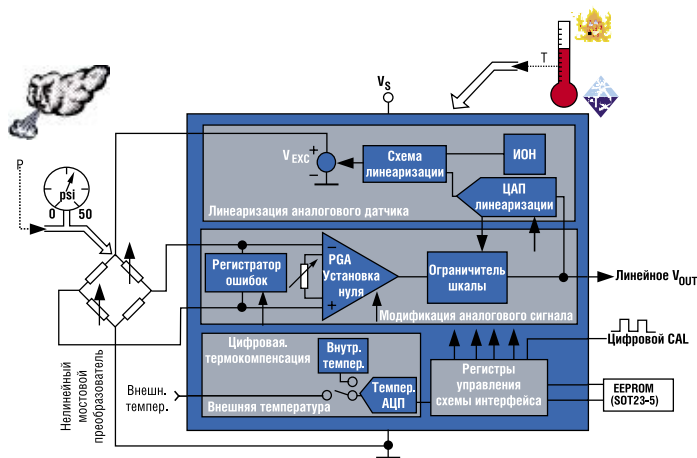 T
V_S
P
psi
0 50
V_EXC
+
−
Схема
линеаризации
ИОН
ЦАП
линеаризации
Линеаризация аналогового датчика
Регистратор
ошибок
−
PGA
Установка
нуля
+
Ограничитель
шкалы
Линейное V_OUT
Модификация аналогового сигнала
Цифровой CAL
Цифровая.
термокомпенсация
Внутр.
темпер.
Темпер.
АЦП
Внешняя температура
Внешн.
темпер.
Регистры
управления
схемы интерфейса
EEPROM
(SOT23-5)
Нелинейный
мостовой
преобразователь